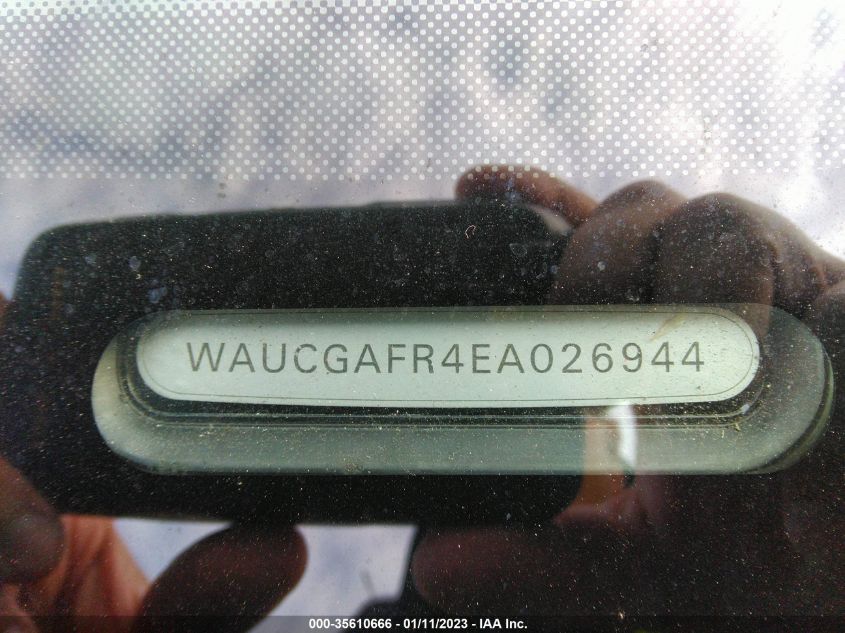 WAUCGAFR4EA026944
000-35610666 - 01/11/2023 - IAA Inc.